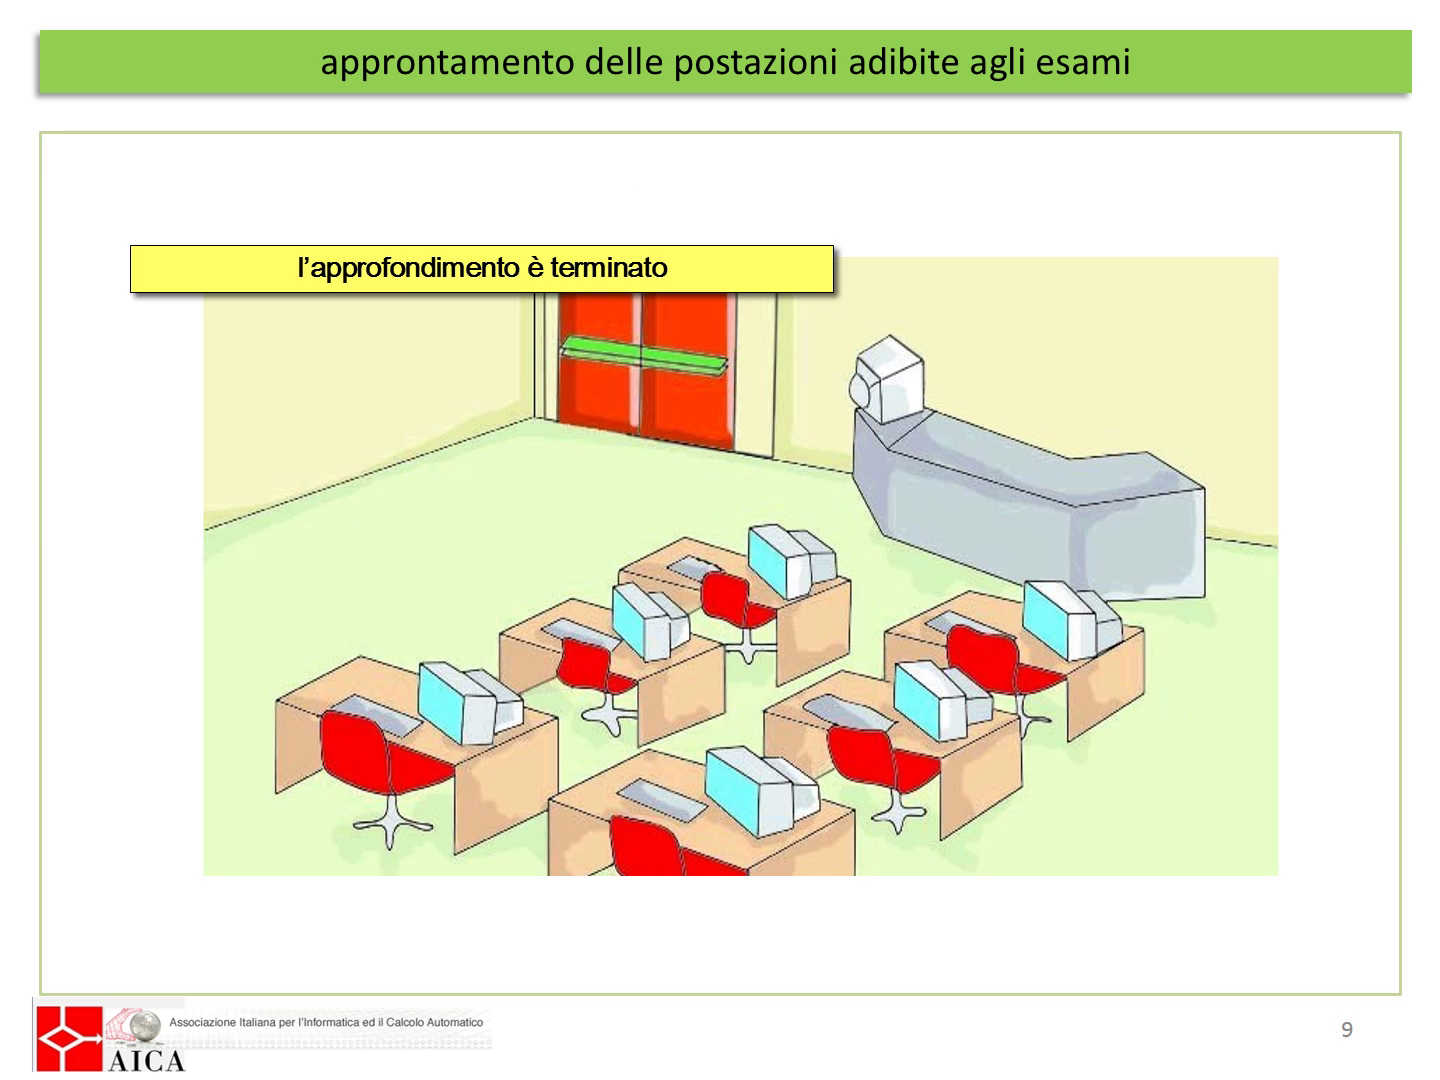 approntamento delle postazioni adibite agli esami
l’approfondimento è terminato
Associazione Italiana per l'Informatica ed il Calcolo Automatico
AICA
9